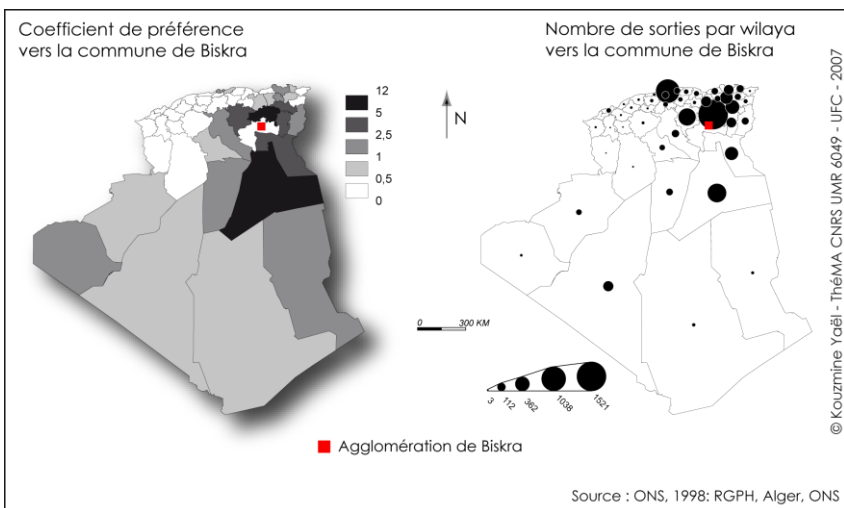 Coefficient de préférence
vers la commune de Biskra
12
5
2,5
1
0,5
0
N
Nombre de sorties par wilaya
vers la commune de Biskra
0 300 KM
3 112 362 1038 1521
Agglomération de Biskra
Source : ONS, 1998: RGPH, Alger, ONS
© Kouzmine Yaël - ThéMA CNRS UMR 6049 - UFC - 2007